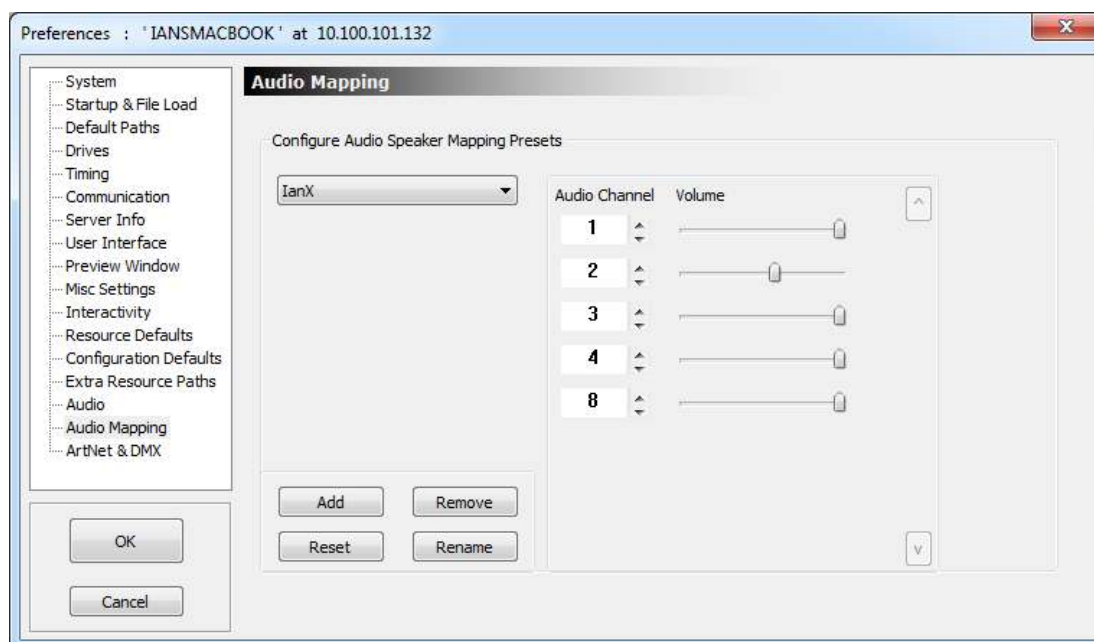 Preferences : 'IANSMACBOOK' at 10.100.101.132
System
Startup & File Load
Default Paths
Drives
Timing
Communication
Server Info
User Interface
Preview Window
Misc Settings
Interactivity
Resource Defaults
Configuration Defaults
Extra Resource Paths
Audio
Audio Mapping
ArtNet & DMX
OK
Cancel
Audio Mapping
Configure Audio Speaker Mapping Presets
IanX
Add Remove
Reset Rename
Audio Channel Volume
1
2
3
4
8